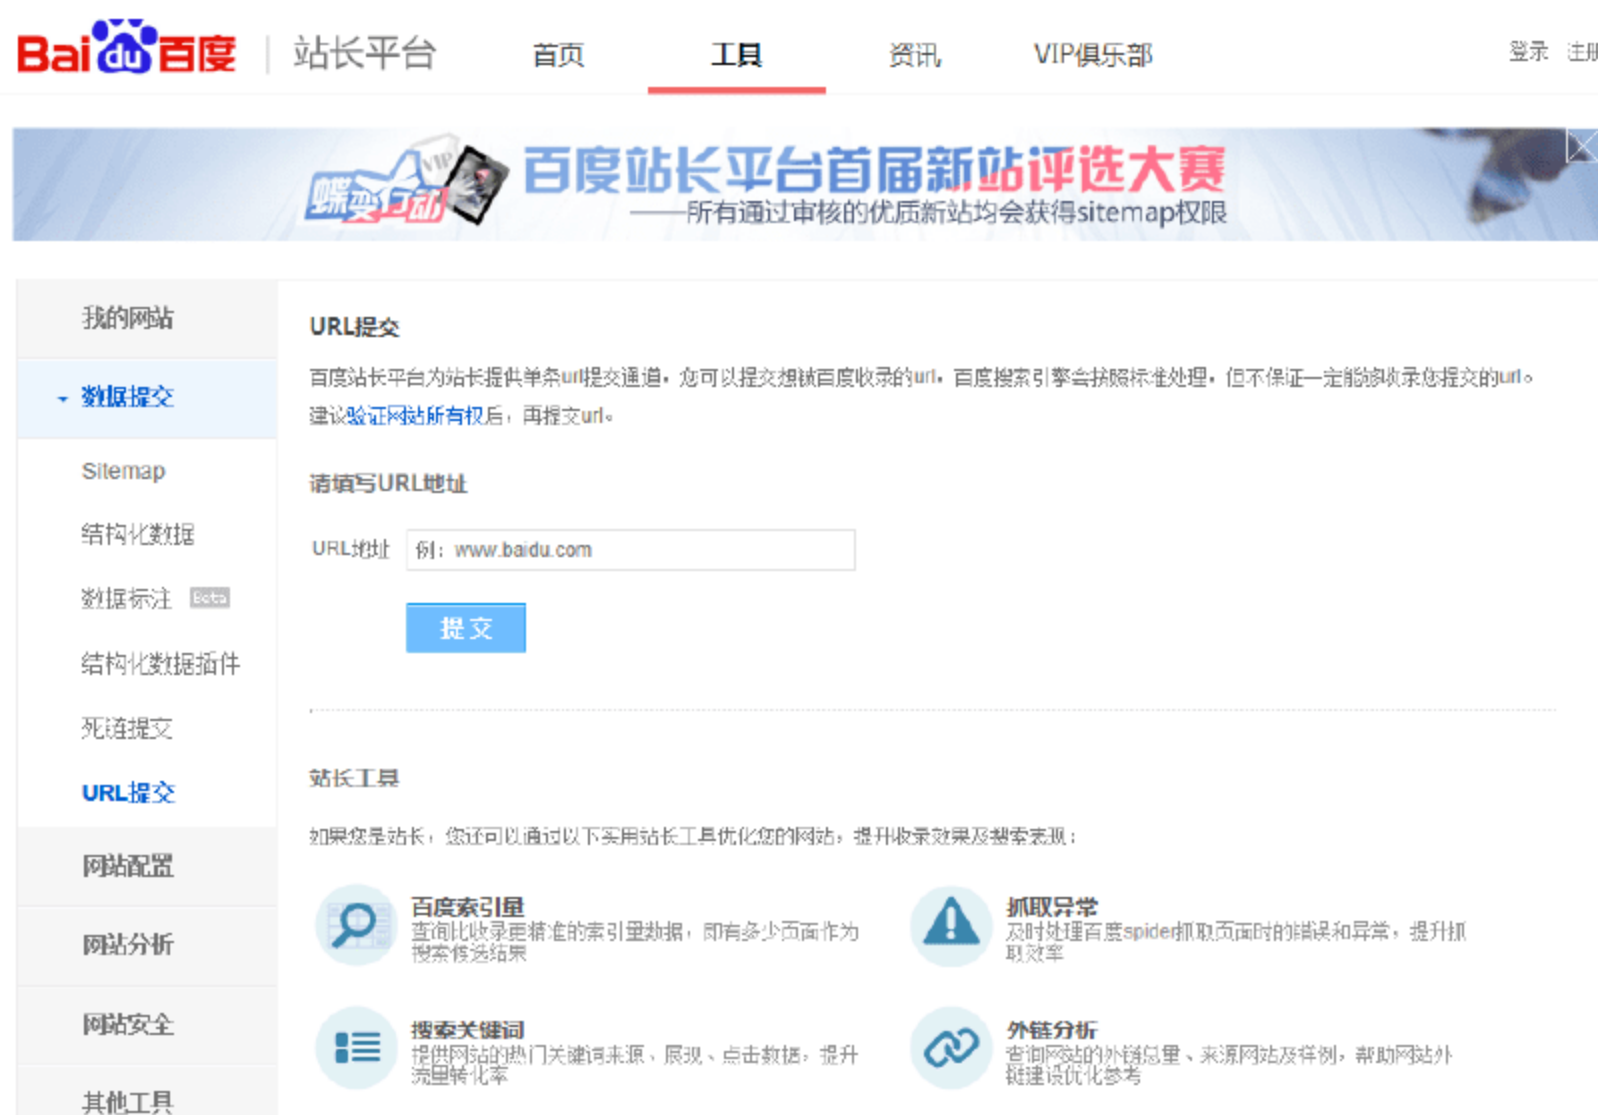 Bai du 百度 站长平台 首页 工具 资讯 VIP俱乐部 登录 注册
蝶变行动 VIP 百度站长平台首届新站评选大赛
——所有通过审核的优质新站均会获得sitemap权限
我的网站
数据提交
Sitemap
结构化数据
数据标注 Beta
结构化数据插件
死链提交
URL提交
网站配置
网站分析
网站安全
其他工具
URL提交
百度站长平台为站长提供单条url提交通道，您可以提交想被百度收录的url，百度搜索引擎会按照标准处理，但不保证一定能够收录您提交的url。
建议验证网站所有权后，再提交url。
请填写URL地址
URL地址 例：www.baidu.com
提交
站长工具
如果您是站长，您还可以通过以下实用站长工具优化您的网站，提升收录效果及搜索表现：
百度索引量
查询比收录更精准的索引量数据，即有多少页面作为
搜索候选结果
抓取异常
及时处理百度spider抓取页面时的错误和异常，提升抓
取效率
搜索关键词
提供网站的热门关键词来源、展现、点击数据，提升
流量转化率
外链分析
查询网站的外链总量、来源网站及样例，帮助网站外
链建设优化参考